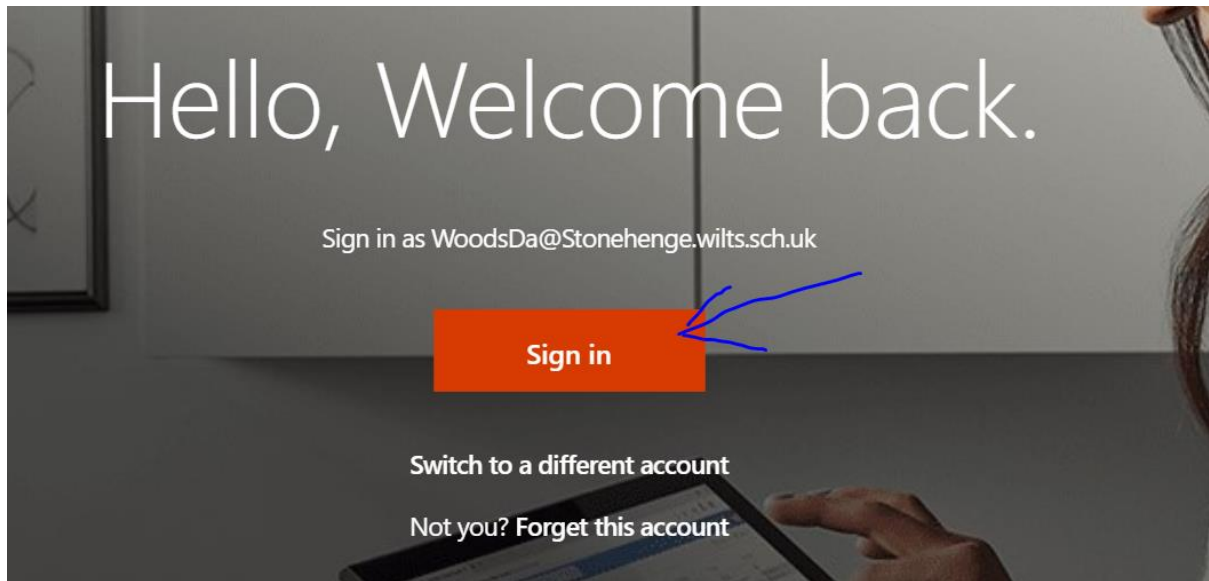 Hello, Welcome back.
Sign in as WoodsDa@Stonehenge.wilts.sch.uk
Sign in
Switch to a different account
Not you? Forget this account